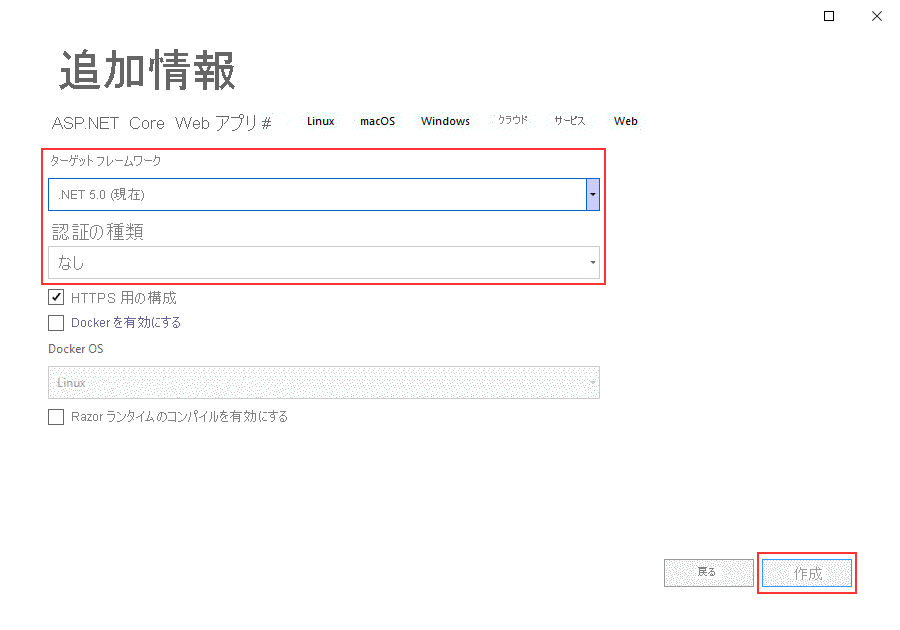 追加情報
ASP.NET Core Web アプリ # Linux macOS Windows クラウド サービス Web
ターゲット フレームワーク
.NET 5.0 (現在)
認証の種類
なし
HTTPS 用の構成
Docker を有効にする
Docker OS
Linux
Razor ランタイムのコンパイルを有効にする
戻る 作成